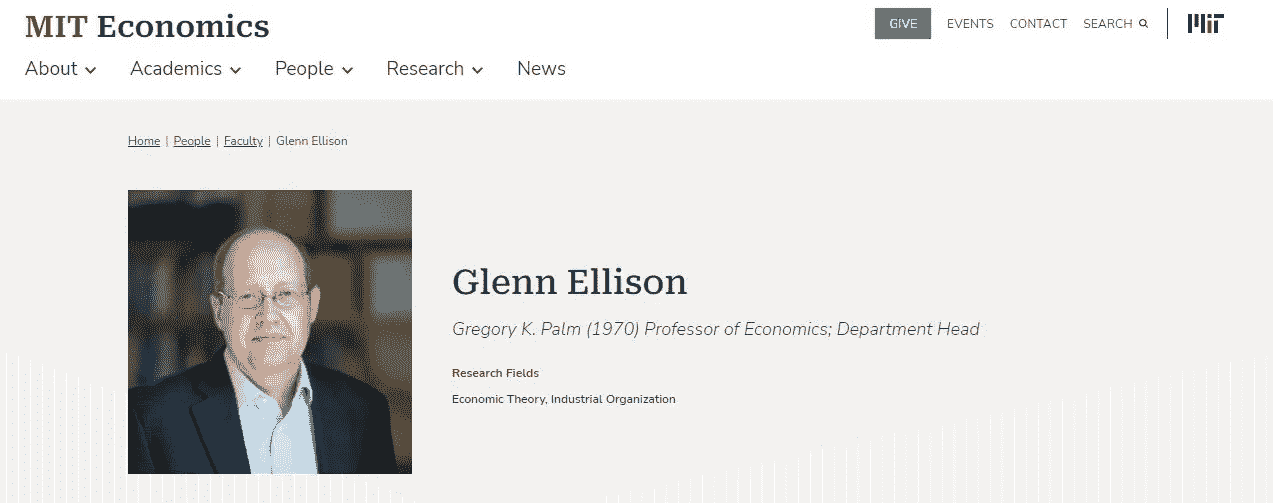 MIT Economics
GIVE EVENTS CONTACT SEARCH MIT
About Academics People Research News
Home | People | Faculty | Glenn Ellison
Glenn Ellison
Gregory K. Palm (1970) Professor of Economics; Department Head
Research Fields
Economic Theory, Industrial Organization